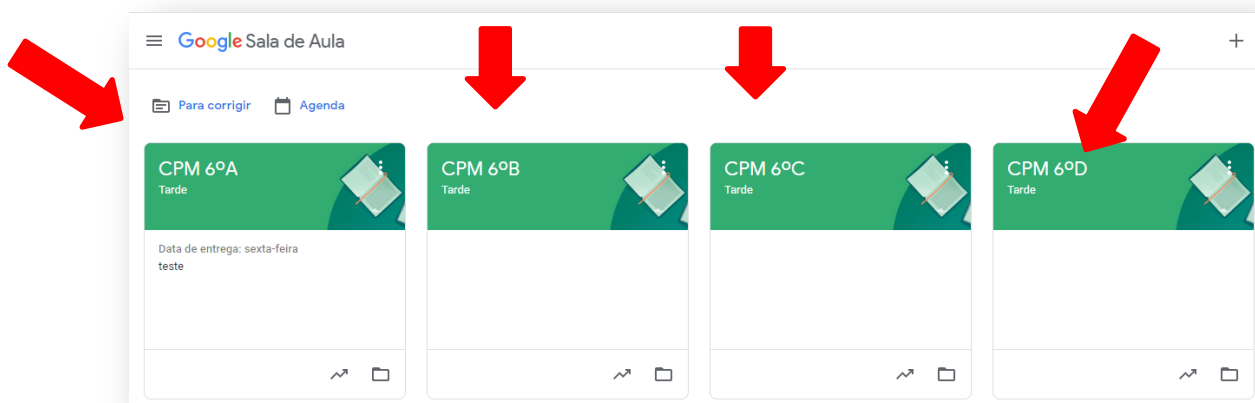 Google Sala de Aula
Para corrigir Agenda
CPM 6ºA
Tarde
Data de entrega: sexta-feira
teste
CPM 6ºB
Tarde
CPM 6ºC
Tarde
CPM 6ºD
Tarde